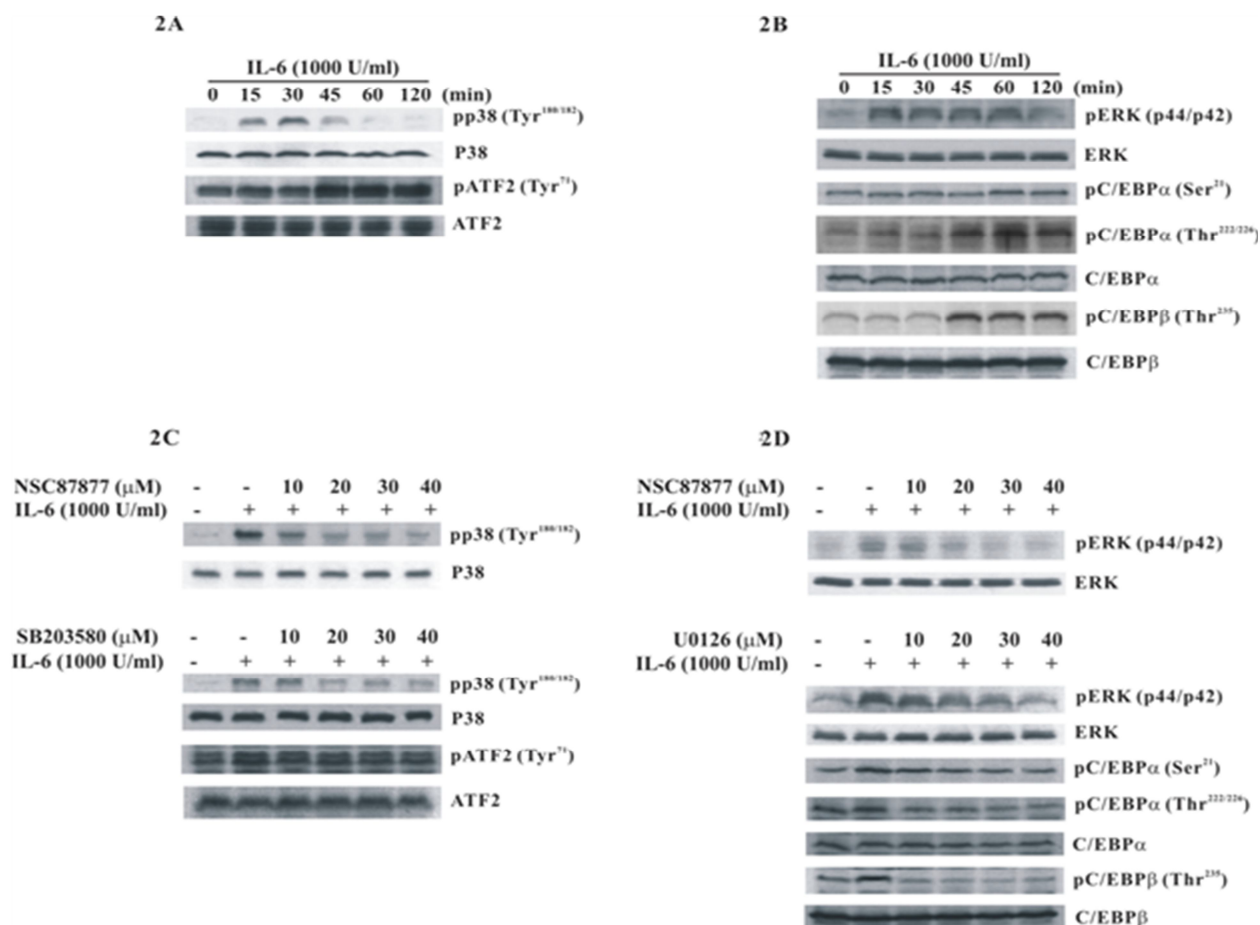 2A
IL-6 (1000 U/ml)
0 15 30 45 60 120 (min)
pp38 (Tyr180/182)
P38
pATF2 (Tyr71)
ATF2
2B
IL-6 (1000 U/ml)
0 15 30 45 60 120 (min)
pERK (p44/p42)
ERK
pC/EBPα (Ser21)
pC/EBPα (Thr222/226)
C/EBPα
pC/EBPβ (Thr235)
C/EBPβ
2C
NSC87877 (μM) - - 10 20 30 40
IL-6 (1000 U/ml) - + + + + +
pp38 (Tyr180/182)
P38
SB203580 (μM) - - 10 20 30 40
IL-6 (1000 U/ml) - + + + + +
pp38 (Tyr180/182)
P38
pATF2 (Tyr71)
ATF2
2D
NSC87877 (μM) - - 10 20 30 40
IL-6 (1000 U/ml) - + + + + +
pERK (p44/p42)
ERK
U0126 (μM) - - 10 20 30 40
IL-6 (1000 U/ml) - + + + + +
pERK (p44/p42)
ERK
pC/EBPα (Ser21)
pC/EBPα (Thr222/226)
C/EBPα
pC/EBPβ (Thr235)
C/EBPβ